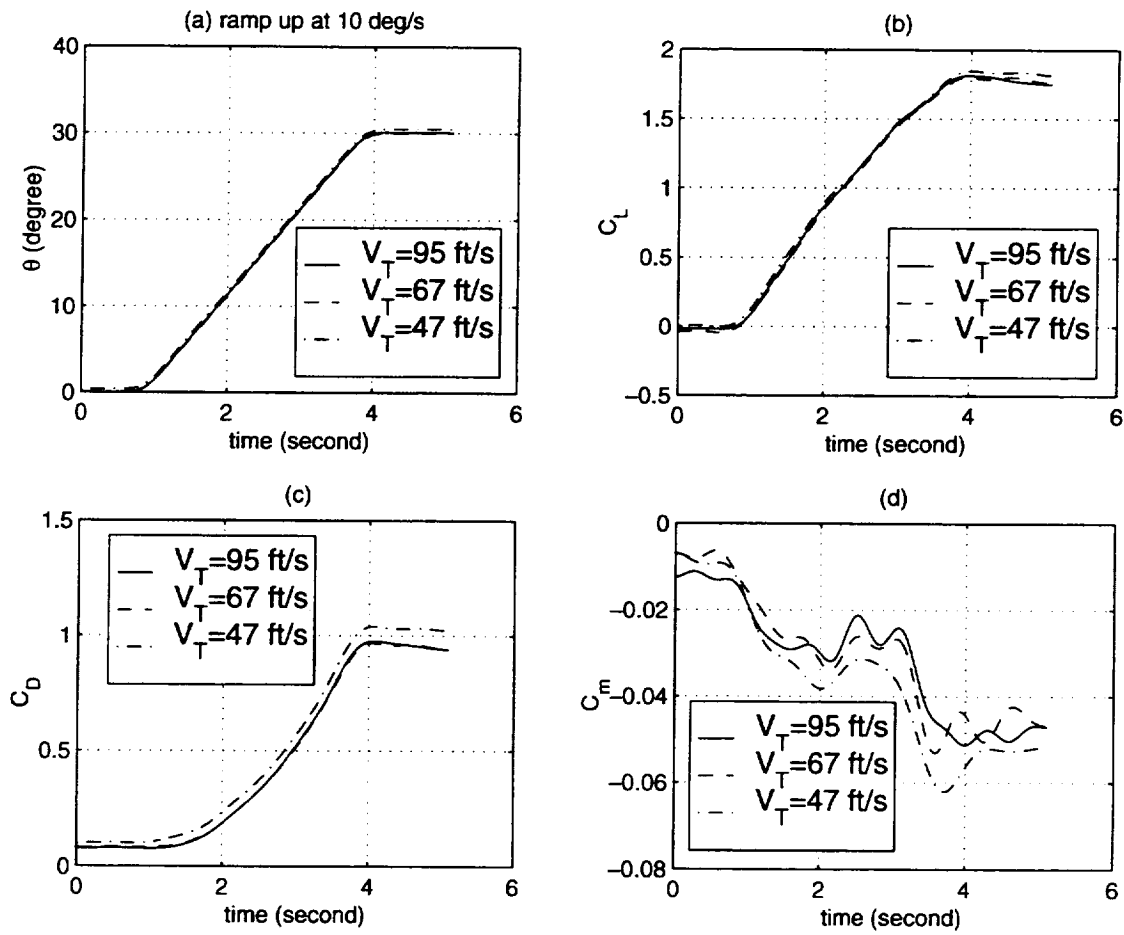 (a) ramp up at 10 deg/s
40
30
20
10
0
θ (degree)
V_T=95 ft/s
V_T=67 ft/s
V_T=47 ft/s
0 2 4 6
time (second)
(b)
2
1.5
1
0.5
0
−0.5
C_L
V_T=95 ft/s
V_T=67 ft/s
V_T=47 ft/s
0 2 4 6
time (second)
(c)
1.5
1
0.5
0
C_D
V_T=95 ft/s
V_T=67 ft/s
V_T=47 ft/s
0 2 4 6
time (second)
(d)
0
−0.02
−0.04
−0.06
−0.08
C_m
V_T=95 ft/s
V_T=67 ft/s
V_T=47 ft/s
0 2 4 6
time (second)